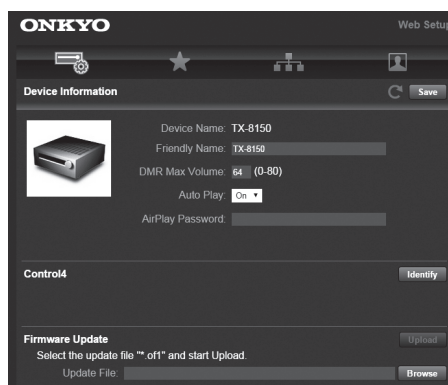 ONKYO
Web Setup
Device Information
Save
Device Name: TX-8150
Friendly Name: TX-8150
DMR Max Volume: 64 (0-80)
Auto Play: On
AirPlay Password:
Control4
Identify
Firmware Update
Upload
Select the update file "*.of1" and start Upload.
Update File:
Browse